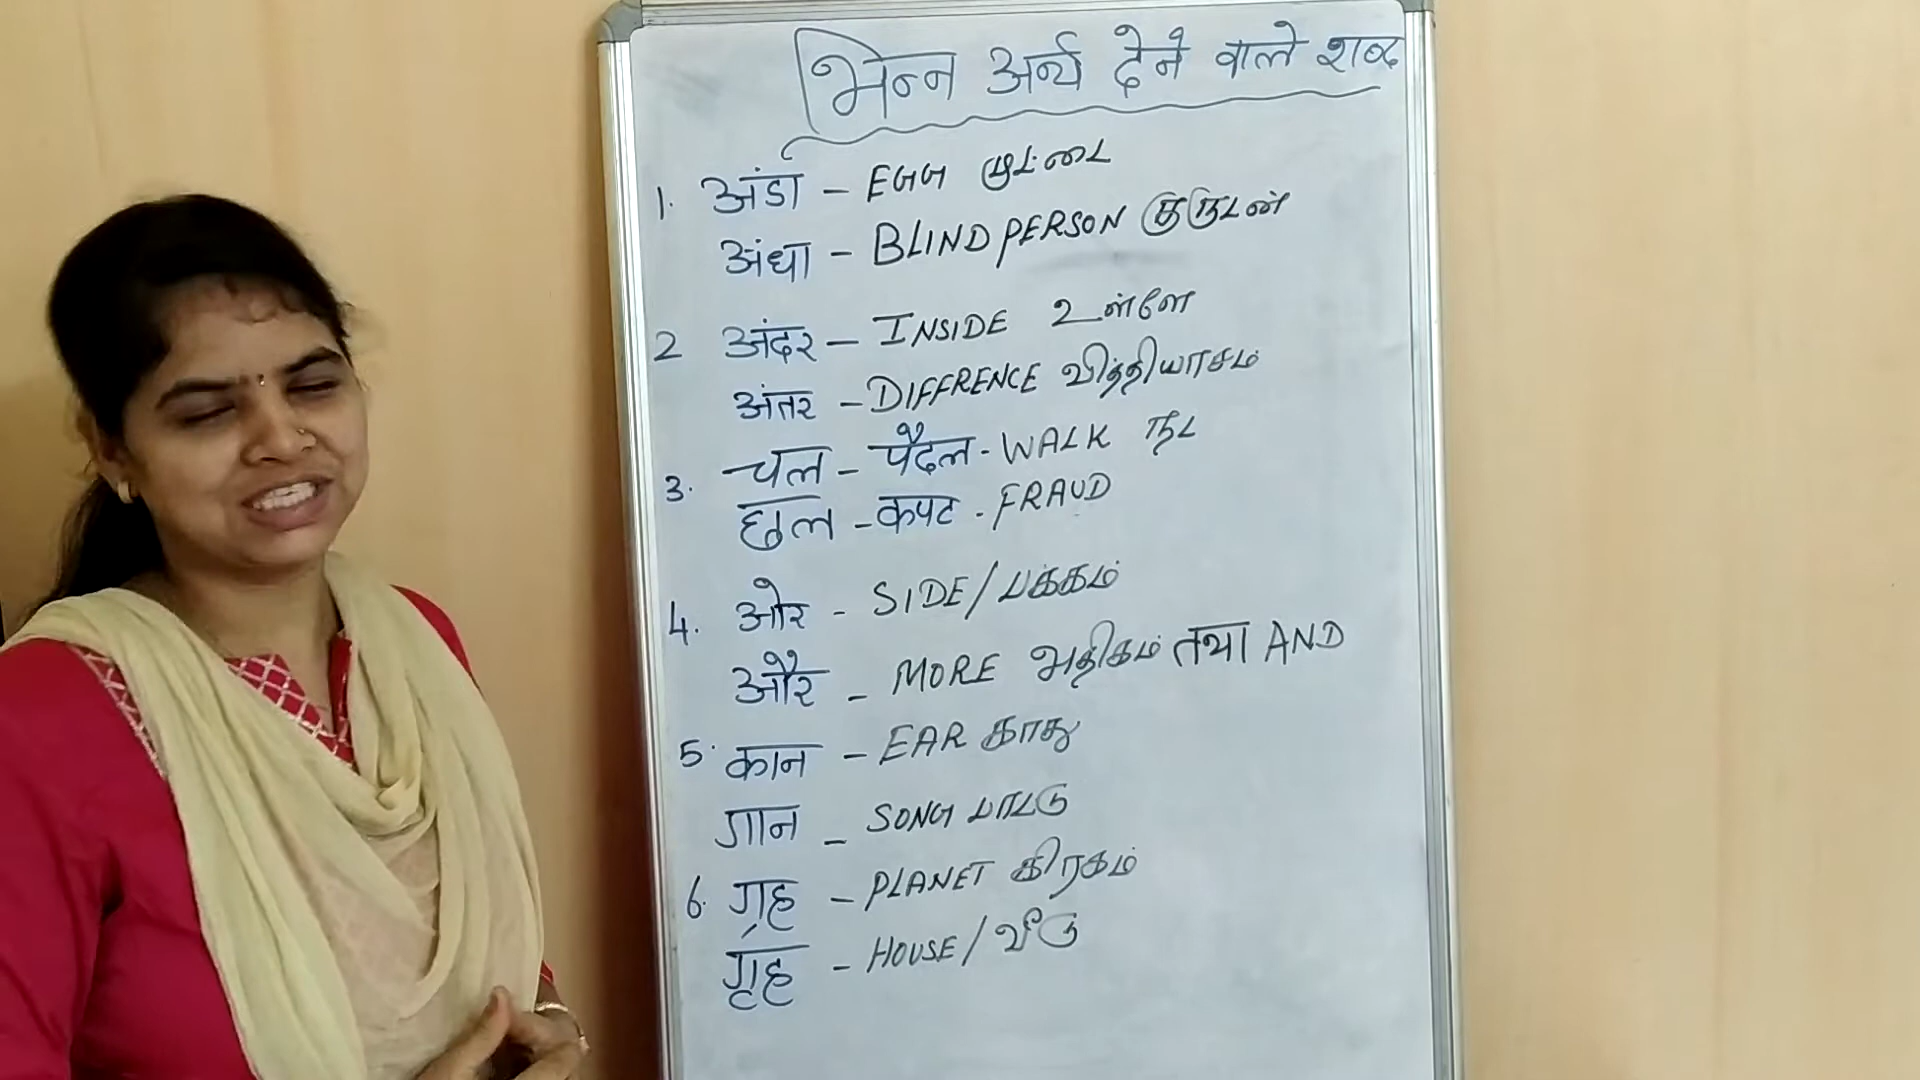 भिन्न अर्थ देने वाले शब्द
1. अंडा - EGG முட்டை
अंधा - BLIND PERSON குருடன்
2 अंदर - INSIDE உள்ளே
अंतर - DIFFRENCE வித்தியாசம்
3. चल - पैदल - WALK நட
छल - कपट - FRAUD
4. ओर - SIDE/பக்கம்
और - MORE அதிகம் तथा AND
5. कान - EAR காது
गान - SONG பாட்டு
6. ग्रह - PLANET கிரகம்
गृह - HOUSE/வீடு